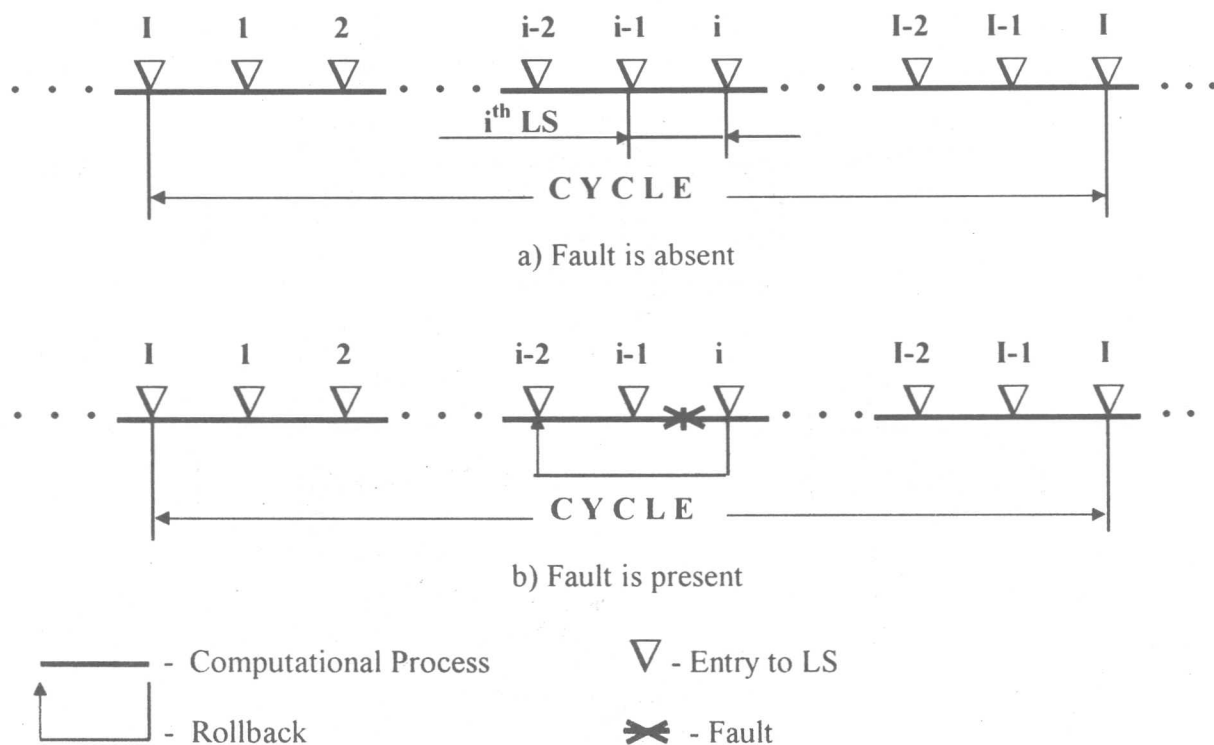 I 1 2 i-2 i-1 i I-2 I-1 I
i^th LS
CYCLE
a) Fault is absent
I 1 2 i-2 i-1 i I-2 I-1 I
CYCLE
b) Fault is present
- Computational Process
- Entry to LS
- Rollback
- Fault